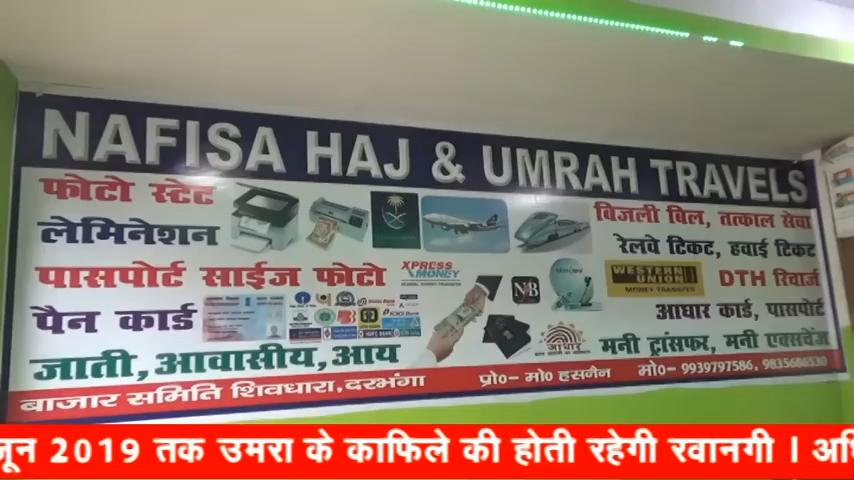 NAFISA HAJ & UMRAH TRAVELS
फोटो स्टेट
लेमिनेशन
पासपोर्ट साईज फोटो
पैन कार्ड
जाती,आवासीय,आय
XPRESS MONEY
बिजली बिल, तत्काल सेवा
रेलवे टिकट, हवाई टिकट
WESTERN UNION
MONEY TRANSFER
DTH रिचार्ज
आधार कार्ड, पासपोर्ट
मनी ट्रांसफर, मनी एक्सचेंज
आधार
बाजार समिति शिवधारा,दरभंगा
प्रो०- मो० हसनैन
मो०- 9939797586, 9835686530
जून 2019 तक उमरा के काफिले की होती रहेगी रवानगी । अधि